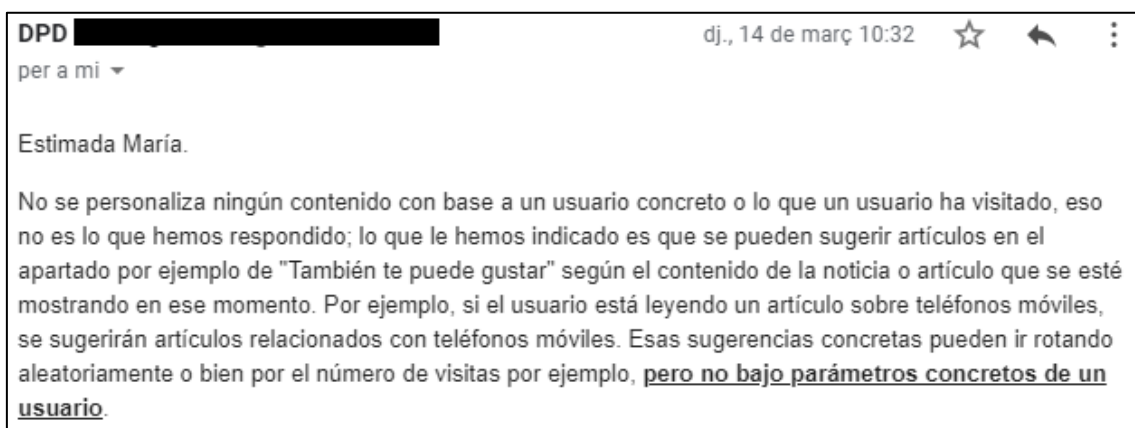 DPD
dj., 14 de març 10:32
per a mi
Estimada María.
No se personaliza ningún contenido con base a un usuario concreto o lo que un usuario ha visitado, eso
no es lo que hemos respondido; lo que le hemos indicado es que se pueden sugerir artículos en el
apartado por ejemplo de "También te puede gustar" según el contenido de la noticia o artículo que se esté
mostrando en ese momento. Por ejemplo, si el usuario está leyendo un artículo sobre teléfonos móviles,
se sugerirán artículos relacionados con teléfonos móviles. Esas sugerencias concretas pueden ir rotando
aleatoriamente o bien por el número de visitas por ejemplo, pero no bajo parámetros concretos de un
usuario.